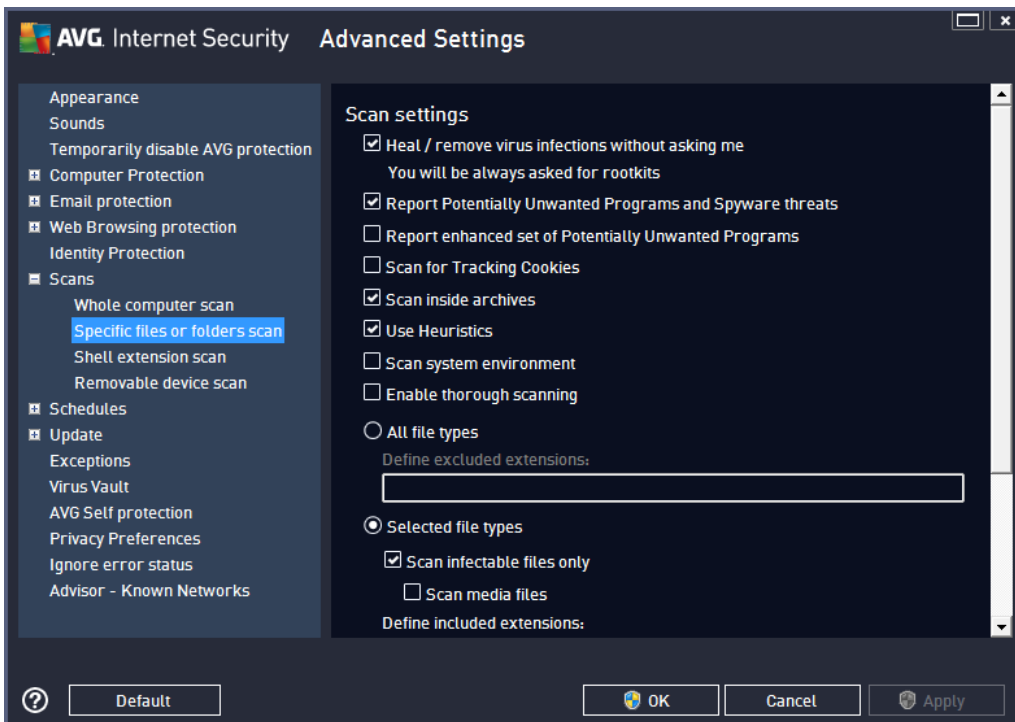 AVG. Internet Security Advanced Settings
Appearance
Sounds
Temporarily disable AVG protection
Computer Protection
Email protection
Web Browsing protection
Identity Protection
Scans
Whole computer scan
Specific files or folders scan
Shell extension scan
Removable device scan
Schedules
Update
Exceptions
Virus Vault
AVG Self protection
Privacy Preferences
Ignore error status
Advisor - Known Networks
Scan settings
Heal / remove virus infections without asking me
You will be always asked for rootkits
Report Potentially Unwanted Programs and Spyware threats
Report enhanced set of Potentially Unwanted Programs
Scan for Tracking Cookies
Scan inside archives
Use Heuristics
Scan system environment
Enable thorough scanning
All file types
Define excluded extensions:
Selected file types
Scan infectable files only
Scan media files
Define included extensions:
? Default OK Cancel Apply